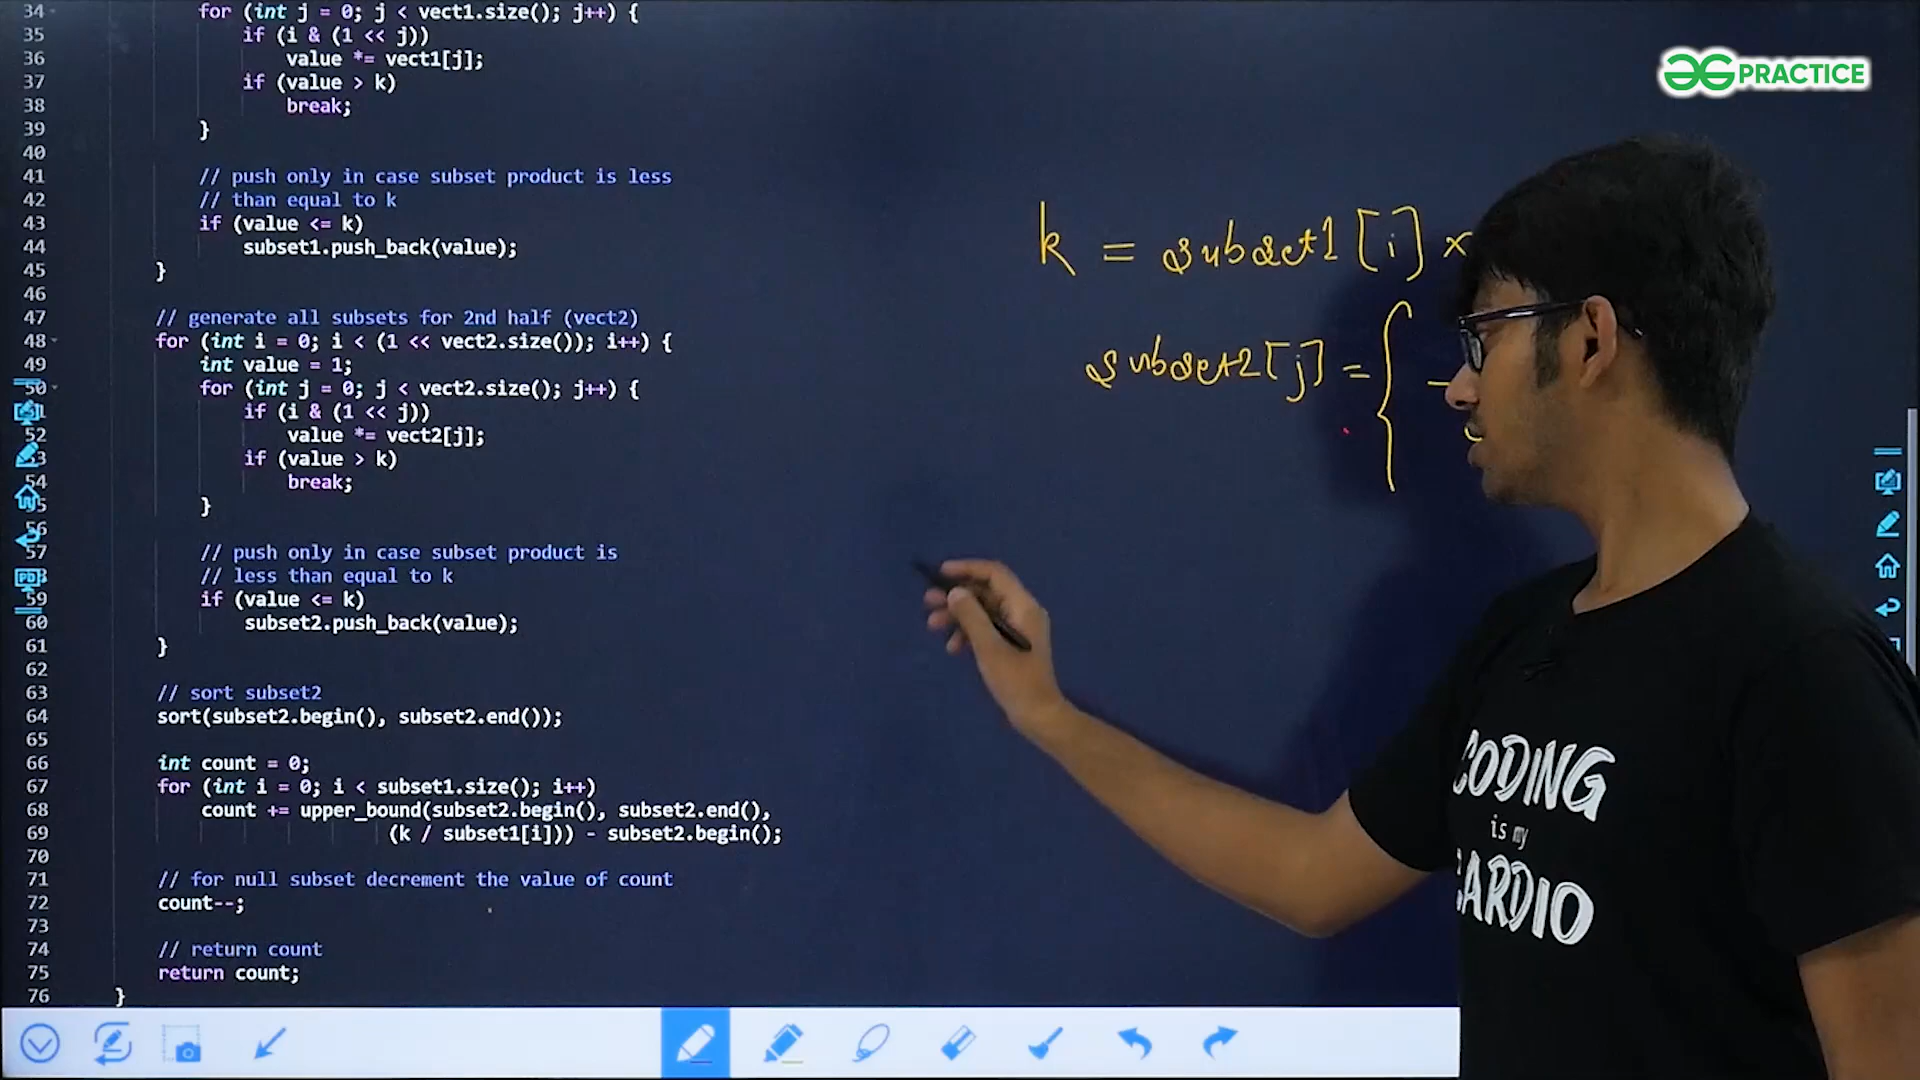 34 for (int j = 0; j < vect1.size(); j++) {
35 if (i & (1 << j))
36 value *= vect1[j];
37 if (value > k)
38 break;
39 }
40
41 // push only in case subset product is less
42 // than equal to k
43 if (value <= k)
44 subset1.push_back(value);
45 }
46
47 // generate all subsets for 2nd half (vect2)
48 for (int i = 0; i < (1 << vect2.size()); i++) {
49 int value = 1;
50 for (int j = 0; j < vect2.size(); j++) {
if (i & (1 << j))
52 value *= vect2[j];
53 if (value > k)
54 break;
}
56
57 // push only in case subset product is
// less than equal to k
59 if (value <= k)
60 subset2.push_back(value);
61 }
62
63 // sort subset2
64 sort(subset2.begin(), subset2.end());
65
66 int count = 0;
67 for (int i = 0; i < subset1.size(); i++)
68 count += upper_bound(subset2.begin(), subset2.end(),
69 (k / subset1[i])) - subset2.begin();
70
71 // for null subset decrement the value of count
72 count--;
73
74 // return count
75 return count;
76 }
k = subset1[i] ×
subset2[j] = {
GG PRACTICE
CODING
is my
CARDIO